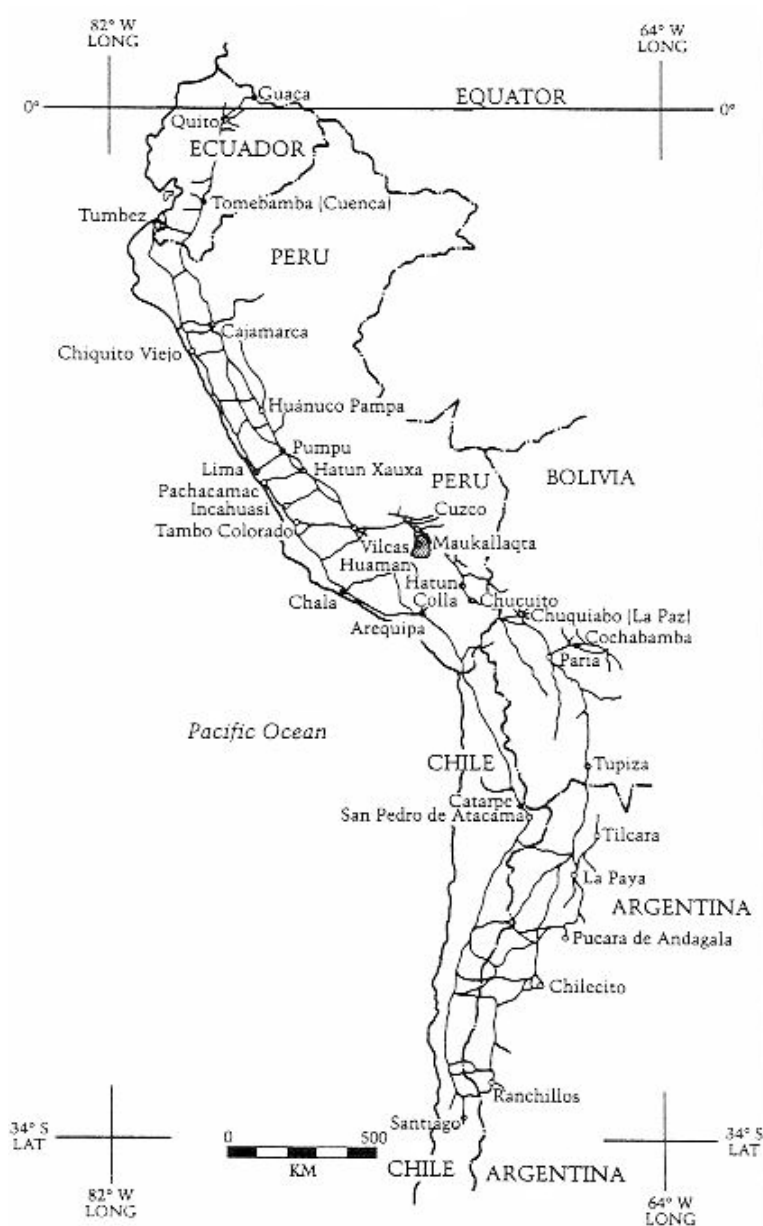 82° W
LONG
64° W
LONG
0°
Guaca
EQUATOR
0°
Quito
ECUADOR
Tumbez
Tomebamba (Cuenca)
PERU
Cajamarca
Chiquito Viejo
Huánuco Pampa
Pumpu
Lima
Hatun Xauxa
PERU
BOLIVIA
Pachacamac
Incahuasi
Cuzco
Tambo Colorado
Vilcas
Huaman
Maukallaqta
Hatun
Colla
Chucuito
Chala
Chuquiabo (La Paz)
Arequipa
Cochabamba
Paria
Pacific Ocean
CHILE
Tupiza
Catarpe
San Pedro de Atacama
Tilcara
La Paya
ARGENTINA
Pucara de Andagala
Chilecito
Ranchillos
34° S
LAT
Santiago
0
500
KM
34° S
LAT
CHILE
ARGENTINA
82° W
LONG
64° W
LONG